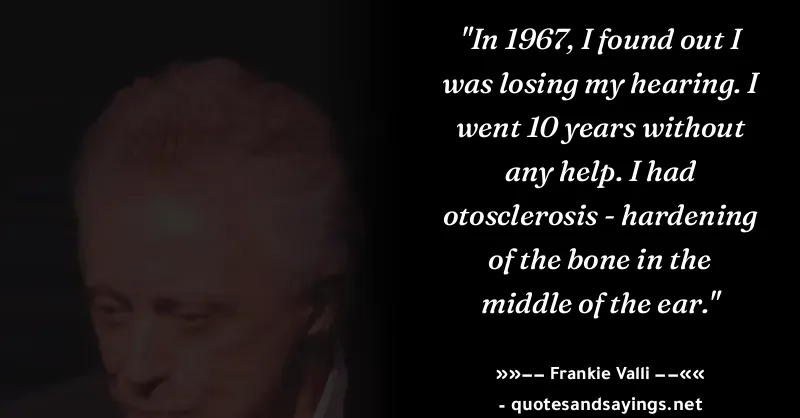 "In 1967, I found out I
was losing my hearing. I
went 10 years without
any help. I had
otosclerosis - hardening
of the bone in the
middle of the ear."
»»—— Frankie Valli ——««
- quotesandsayings.net